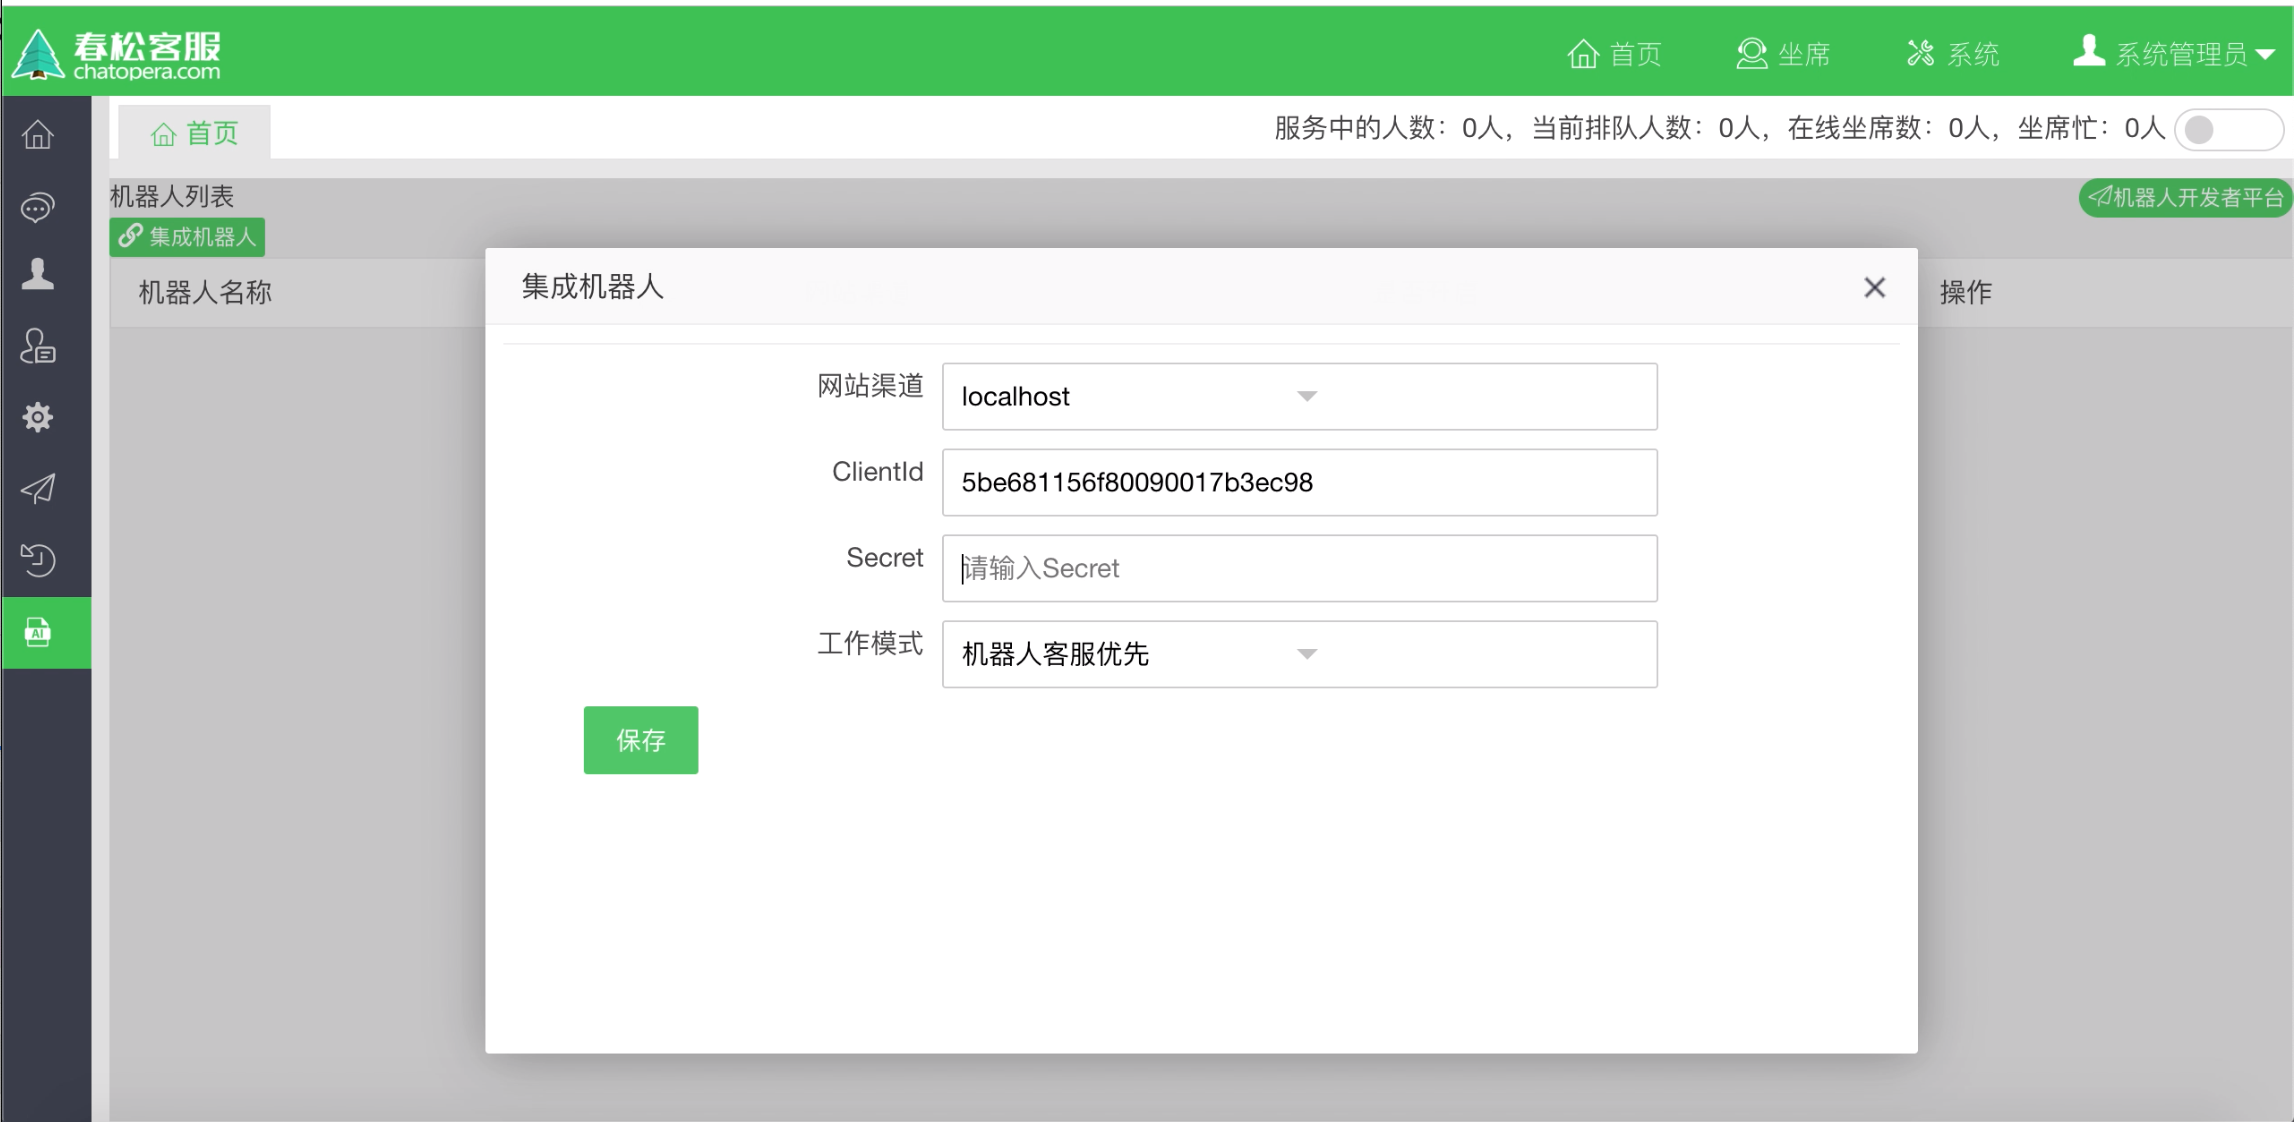 春松客服
chatopera.com
首页
坐席
系统
系统管理员
首页
服务中的人数：0人，当前排队人数：0人，在线坐席数：0人，坐席忙：0人
机器人列表
机器人开发者平台
集成机器人
机器人名称
操作
集成机器人
网站渠道
localhost
ClientId
5be681156f80090017b3ec98
Secret
请输入Secret
工作模式
机器人客服优先
保存
AI